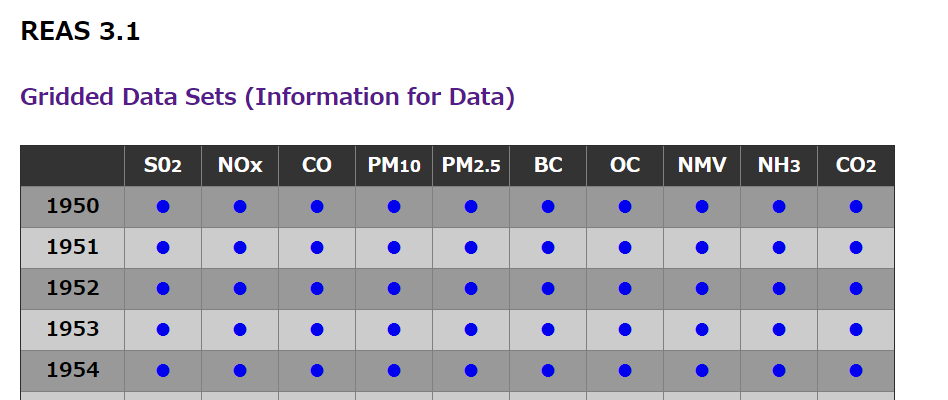 REAS 3.1
Gridded Data Sets (Information for Data)
S02 NOx CO PM10 PM2.5 BC OC NMV NH3 CO2
1950 ● ● ● ● ● ● ● ● ● ●
1951 ● ● ● ● ● ● ● ● ● ●
1952 ● ● ● ● ● ● ● ● ● ●
1953 ● ● ● ● ● ● ● ● ● ●
1954 ● ● ● ● ● ● ● ● ● ●